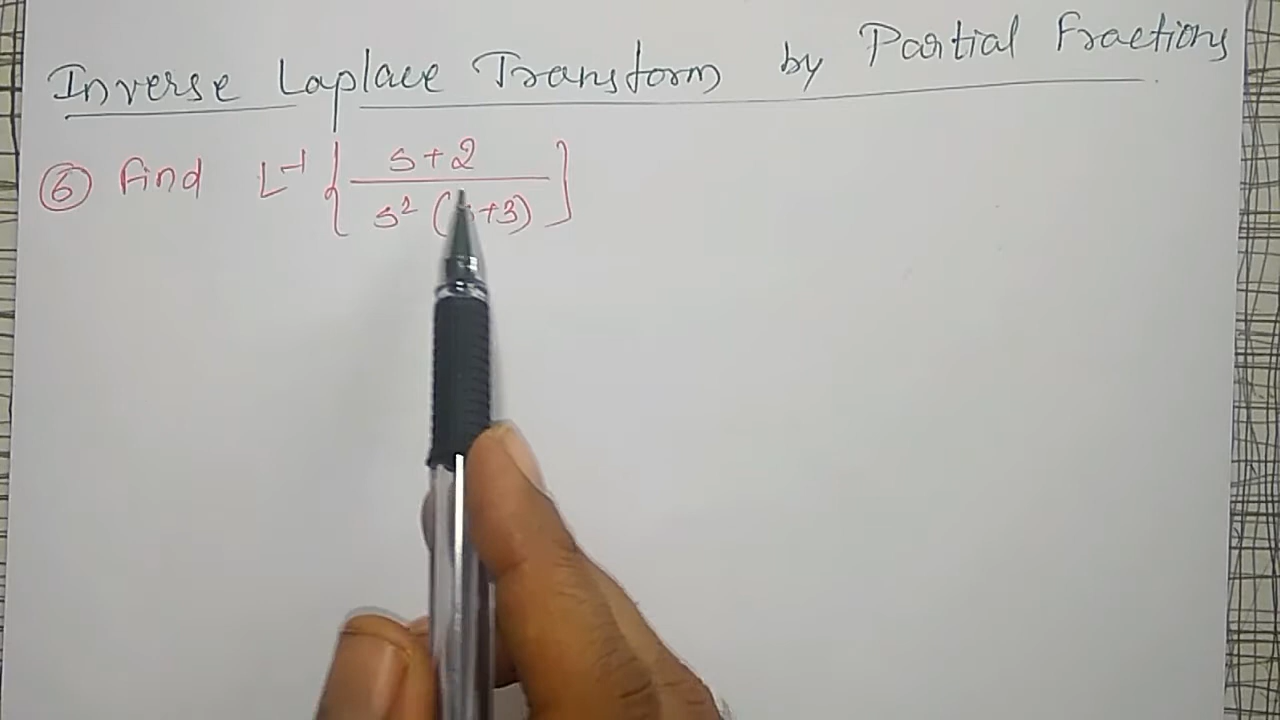 Inverse Laplace Transform by Partial Fractions
⑥ Find L⁻¹ { s+2 / s² ( +3) }